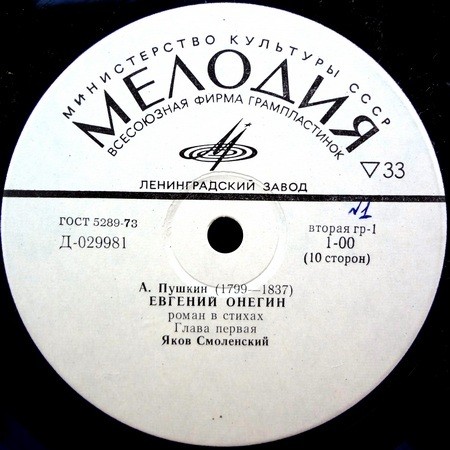 МИНИСТЕРСТВО КУЛЬТУРЫ СССР
МЕЛОДИЯ
ВСЕСОЮЗНАЯ ФИРМА ГРАМПЛАСТИНОК
▽33
ЛЕНИНГРАДСКИЙ ЗАВОД
№1
ГОСТ 5289-73
Д-029981
вторая гр-I
1-00
(10 сторон)
А. Пушкин (1799—1837)
ЕВГЕНИЙ ОНЕГИН
роман в стихах
Глава первая
Яков Смоленский